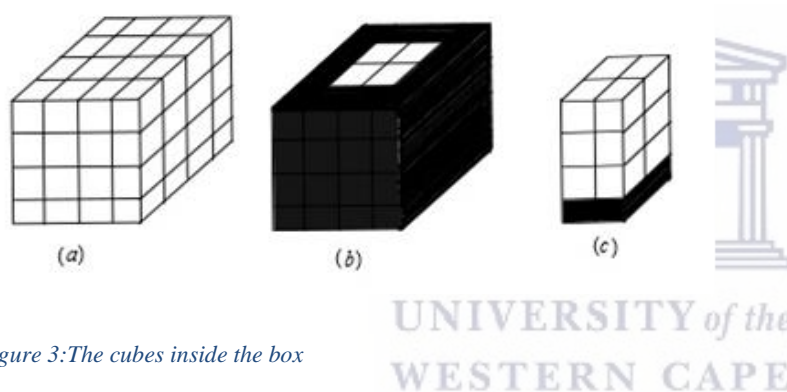 (a)
(b)
(c)
gure 3:The cubes inside the box
UNIVERSITY of the
WESTERN CAPE